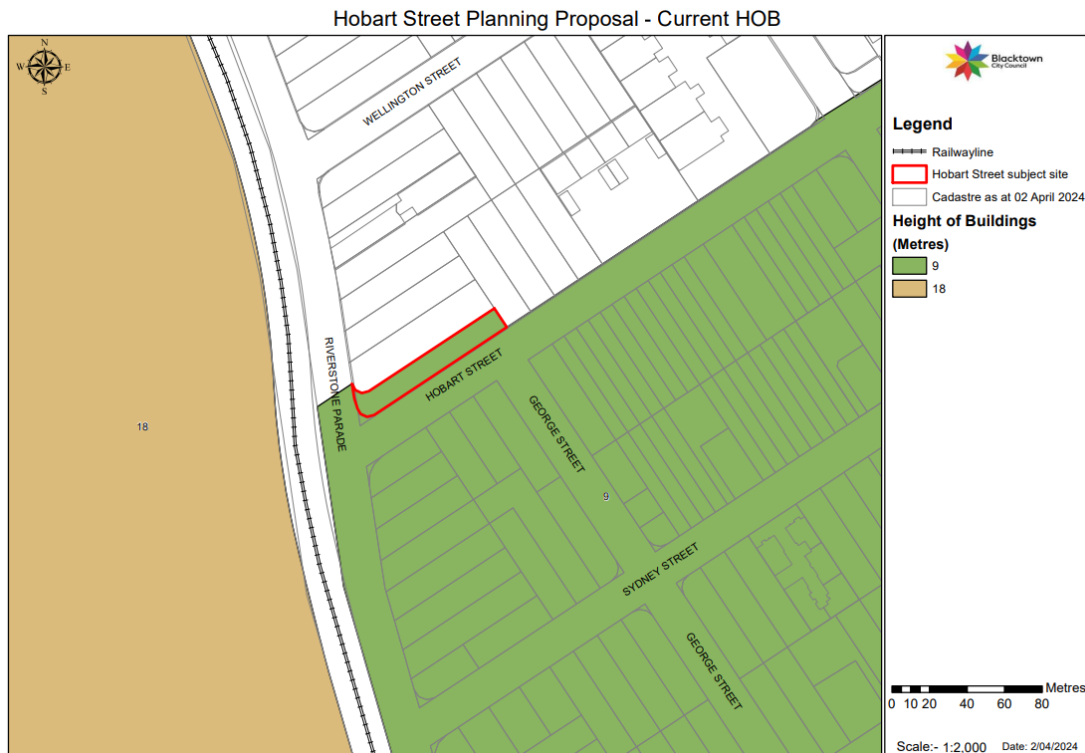 Hobart Street Planning Proposal - Current HOB
N
W
E
S
WELLINGTON STREET
RIVERSTONE PARADE
HOBART STREET
GEORGE STREET
SYDNEY STREET
GEORGE STREET
18
9
Blacktown
City Council
Legend
Railwayline
Hobart Street subject site
Cadastre as at 02 April 2024
Height of Buildings
(Metres)
9
18
Metres
0 10 20 40 60 80
Scale:- 1:2,000 Date: 2/04/2024